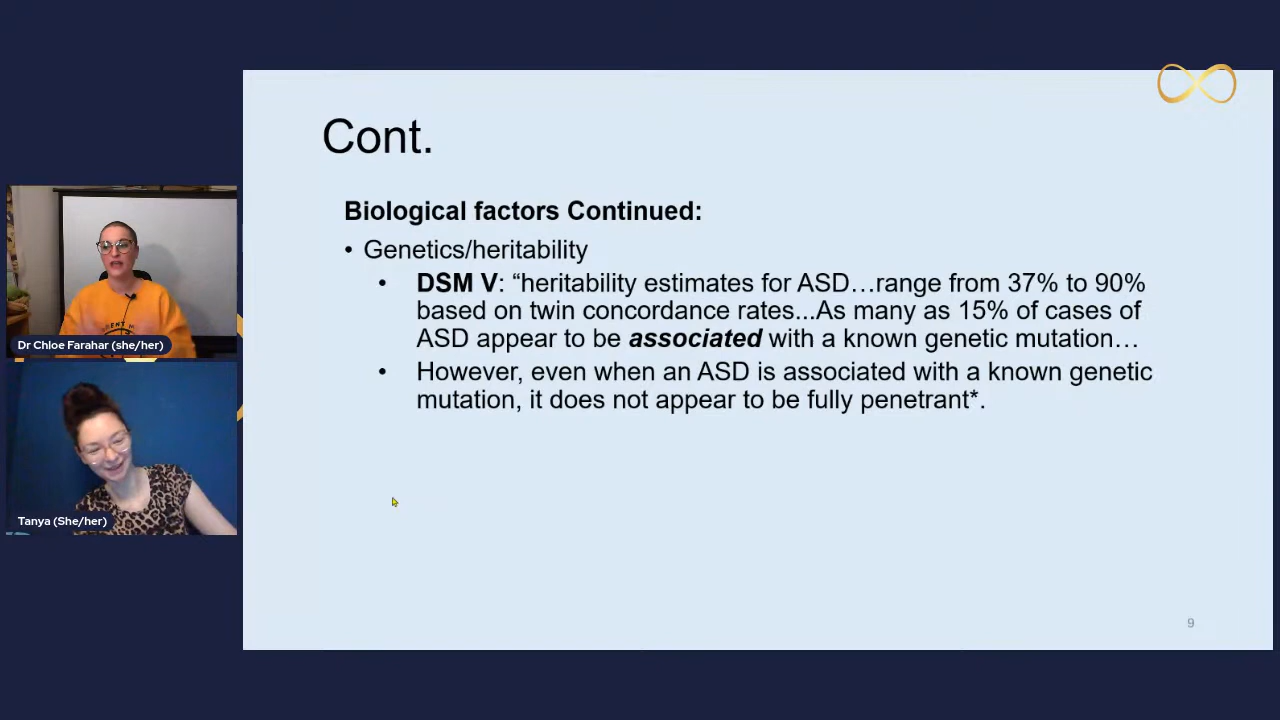 Cont.
Biological factors Continued:
• Genetics/heritability
• DSM V: “heritability estimates for ASD…range from 37% to 90%
based on twin concordance rates...As many as 15% of cases of
ASD appear to be associated with a known genetic mutation…
• However, even when an ASD is associated with a known genetic
mutation, it does not appear to be fully penetrant*.
9
Dr Chloe Farahar (she/her)
Tanya (She/her)